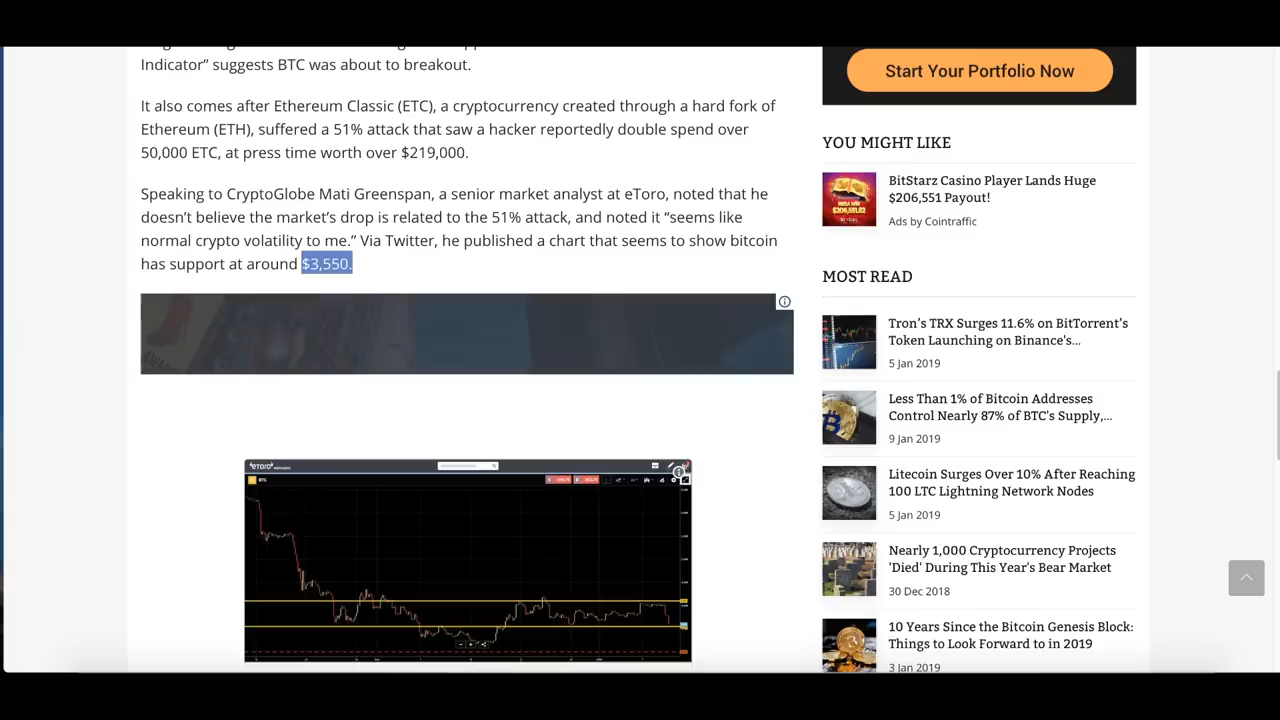 Indicator” suggests BTC was about to breakout.
It also comes after Ethereum Classic (ETC), a cryptocurrency created through a hard fork of
Ethereum (ETH), suffered a 51% attack that saw a hacker reportedly double spend over
50,000 ETC, at press time worth over $219,000.
Speaking to CryptoGlobe Mati Greenspan, a senior market analyst at eToro, noted that he
doesn’t believe the market’s drop is related to the 51% attack, and noted it “seems like
normal crypto volatility to me.” Via Twitter, he published a chart that seems to show bitcoin
has support at around $3,550.
eTORO
BTC
Start Your Portfolio Now
YOU MIGHT LIKE
BitStarz Casino Player Lands Huge
$206,551 Payout!
Ads by Cointraffic
MOST READ
Tron’s TRX Surges 11.6% on BitTorrent’s
Token Launching on Binance’s...
5 Jan 2019
Less Than 1% of Bitcoin Addresses
Control Nearly 87% of BTC’s Supply,...
9 Jan 2019
Litecoin Surges Over 10% After Reaching
100 LTC Lightning Network Nodes
5 Jan 2019
Nearly 1,000 Cryptocurrency Projects
'Died' During This Year’s Bear Market
30 Dec 2018
10 Years Since the Bitcoin Genesis Block:
Things to Look Forward to in 2019
3 Jan 2019